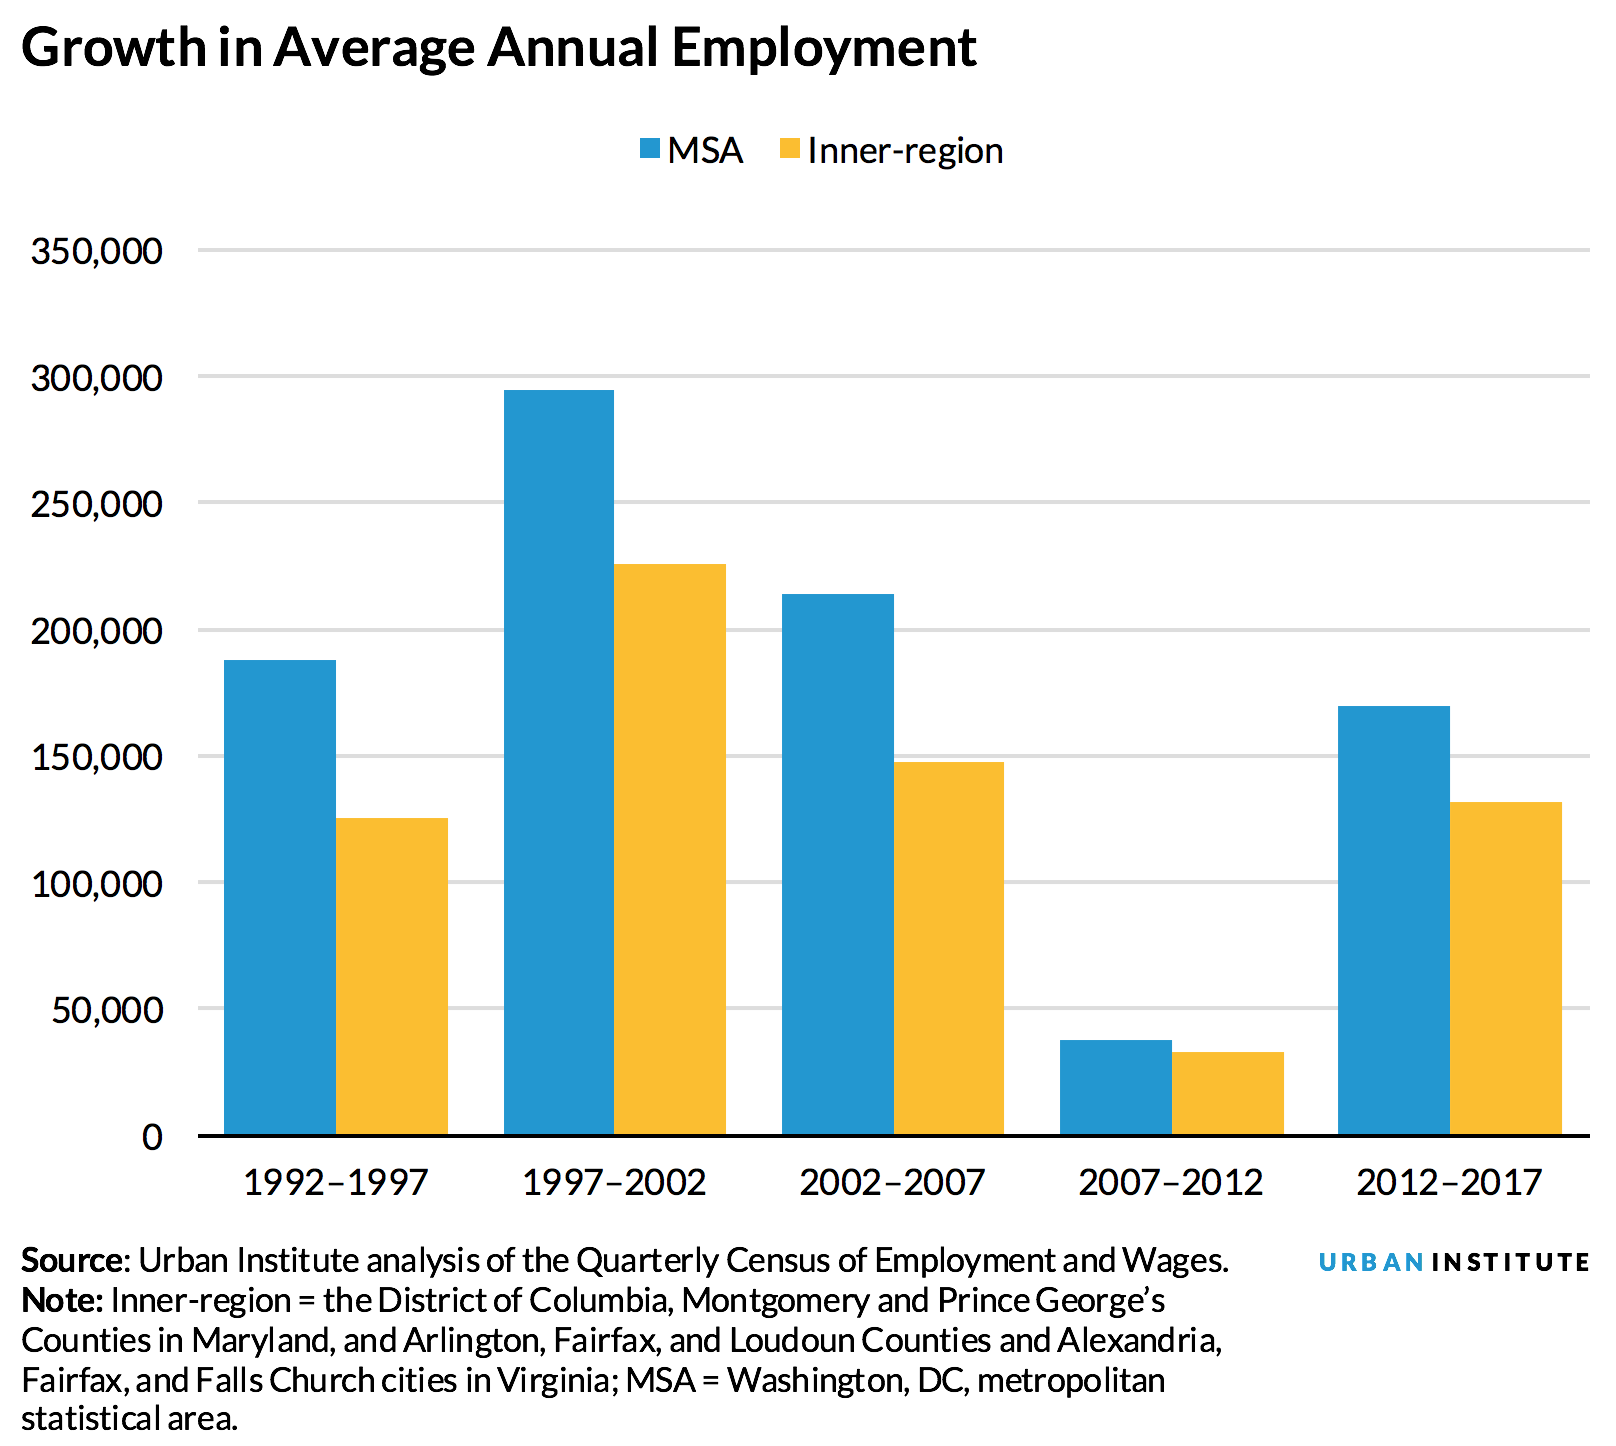 Growth in Average Annual Employment
MSA Inner-region
350,000
300,000
250,000
200,000
150,000
100,000
50,000
0
1992–1997 1997–2002 2002–2007 2007–2012 2012–2017
Source: Urban Institute analysis of the Quarterly Census of Employment and Wages.
URBAN INSTITUTE
Note: Inner-region = the District of Columbia, Montgomery and Prince George’s
Counties in Maryland, and Arlington, Fairfax, and Loudoun Counties and Alexandria,
Fairfax, and Falls Church cities in Virginia; MSA = Washington, DC, metropolitan
statistical area.